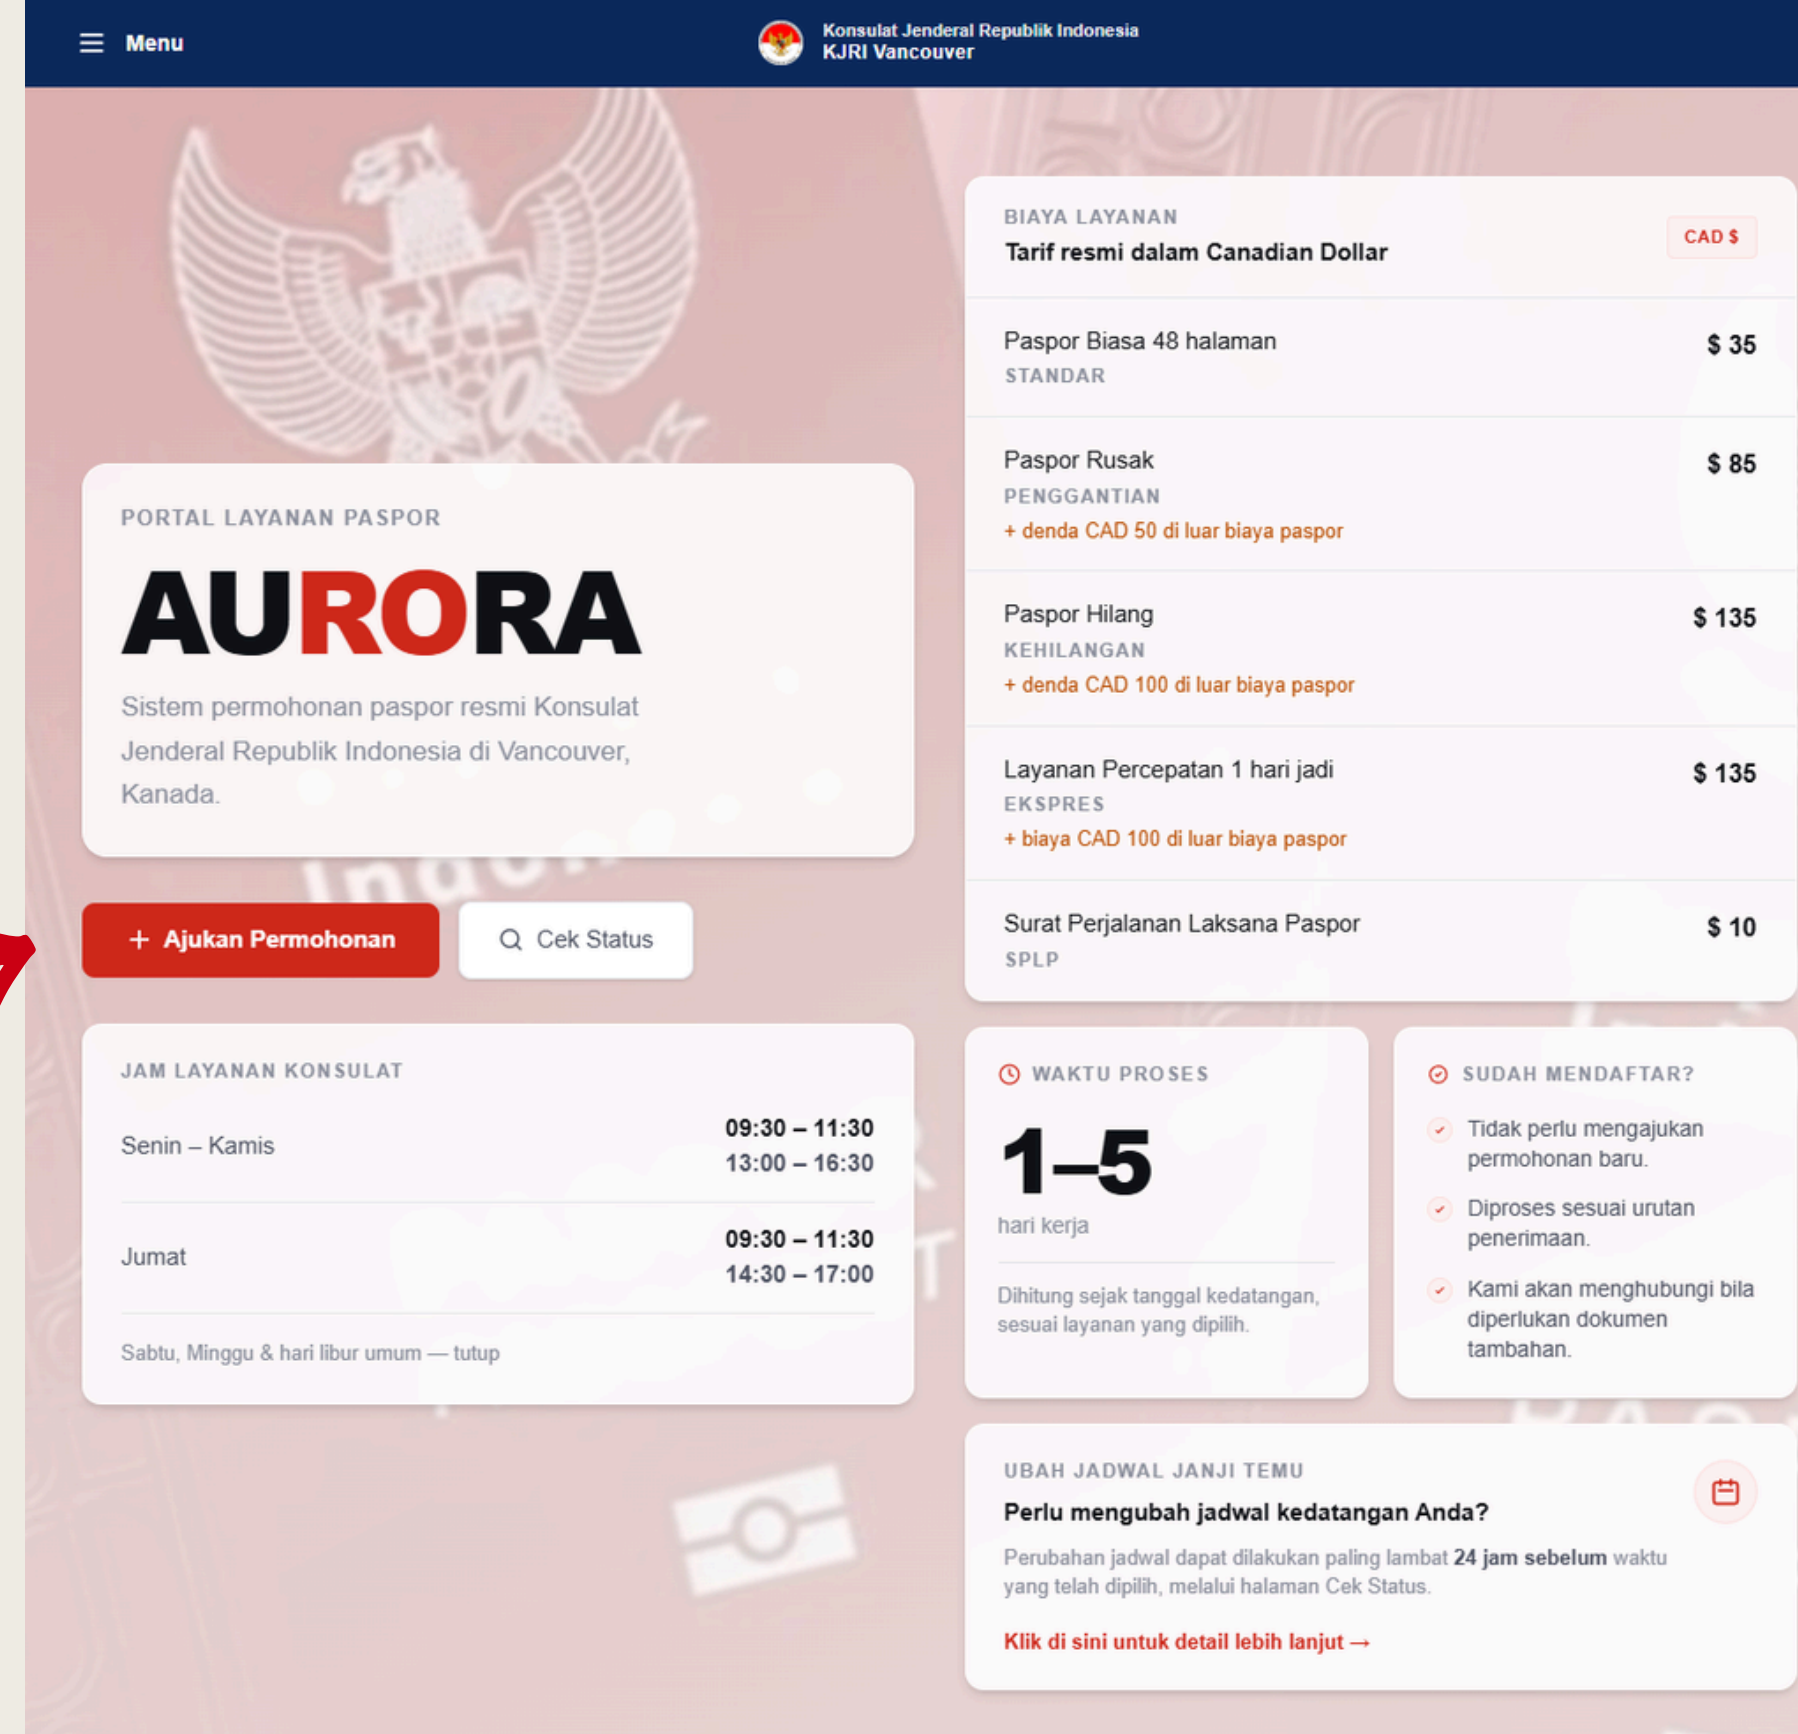 Menu
Konsulat Jenderal Republik Indonesia
KJRI Vancouver
PORTAL LAYANAN PASPOR
AURORA
Sistem permohonan paspor resmi Konsulat
Jenderal Republik Indonesia di Vancouver,
Kanada.
+ Ajukan Permohonan
Cek Status
JAM LAYANAN KONSULAT
Senin – Kamis
09:30 – 11:30
13:00 – 16:30
Jumat
09:30 – 11:30
14:30 – 17:00
Sabtu, Minggu & hari libur umum — tutup
BIAYA LAYANAN
Tarif resmi dalam Canadian Dollar
CAD $
Paspor Biasa 48 halaman
$ 35
STANDAR
Paspor Rusak
$ 85
PENGGANTIAN
+ denda CAD 50 di luar biaya paspor
Paspor Hilang
$ 135
KEHILANGAN
+ denda CAD 100 di luar biaya paspor
Layanan Percepatan 1 hari jadi
$ 135
EKSPRES
+ biaya CAD 100 di luar biaya paspor
Surat Perjalanan Laksana Paspor
$ 10
SPLP
WAKTU PROSES
1–5
hari kerja
Dihitung sejak tanggal kedatangan,
sesuai layanan yang dipilih.
SUDAH MENDAFTAR?
Tidak perlu mengajukan
permohonan baru.
Diproses sesuai urutan
penerimaan.
Kami akan menghubungi bila
diperlukan dokumen
tambahan.
UBAH JADWAL JANJI TEMU
Perlu mengubah jadwal kedatangan Anda?
Perubahan jadwal dapat dilakukan paling lambat 24 jam sebelum waktu
yang telah dipilih, melalui halaman Cek Status.
Klik di sini untuk detail lebih lanjut →